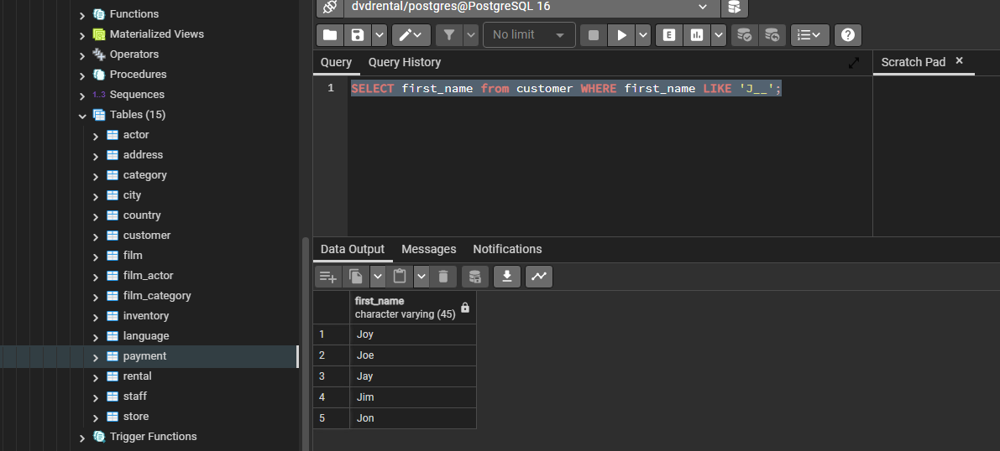 Functions
Materialized Views
Operators
Procedures
1..3 Sequences
Tables (15)
actor
address
category
city
country
customer
film
film_actor
film_category
inventory
language
payment
rental
staff
store
Trigger Functions
dvdrental/postgres@PostgreSQL 16
No limit
E
Query
Query History
Scratch Pad
1 SELECT first_name from customer WHERE first_name LIKE 'J__';
Data Output
Messages
Notifications
first_name
character varying (45)
1 Joy
2 Joe
3 Jay
4 Jim
5 Jon